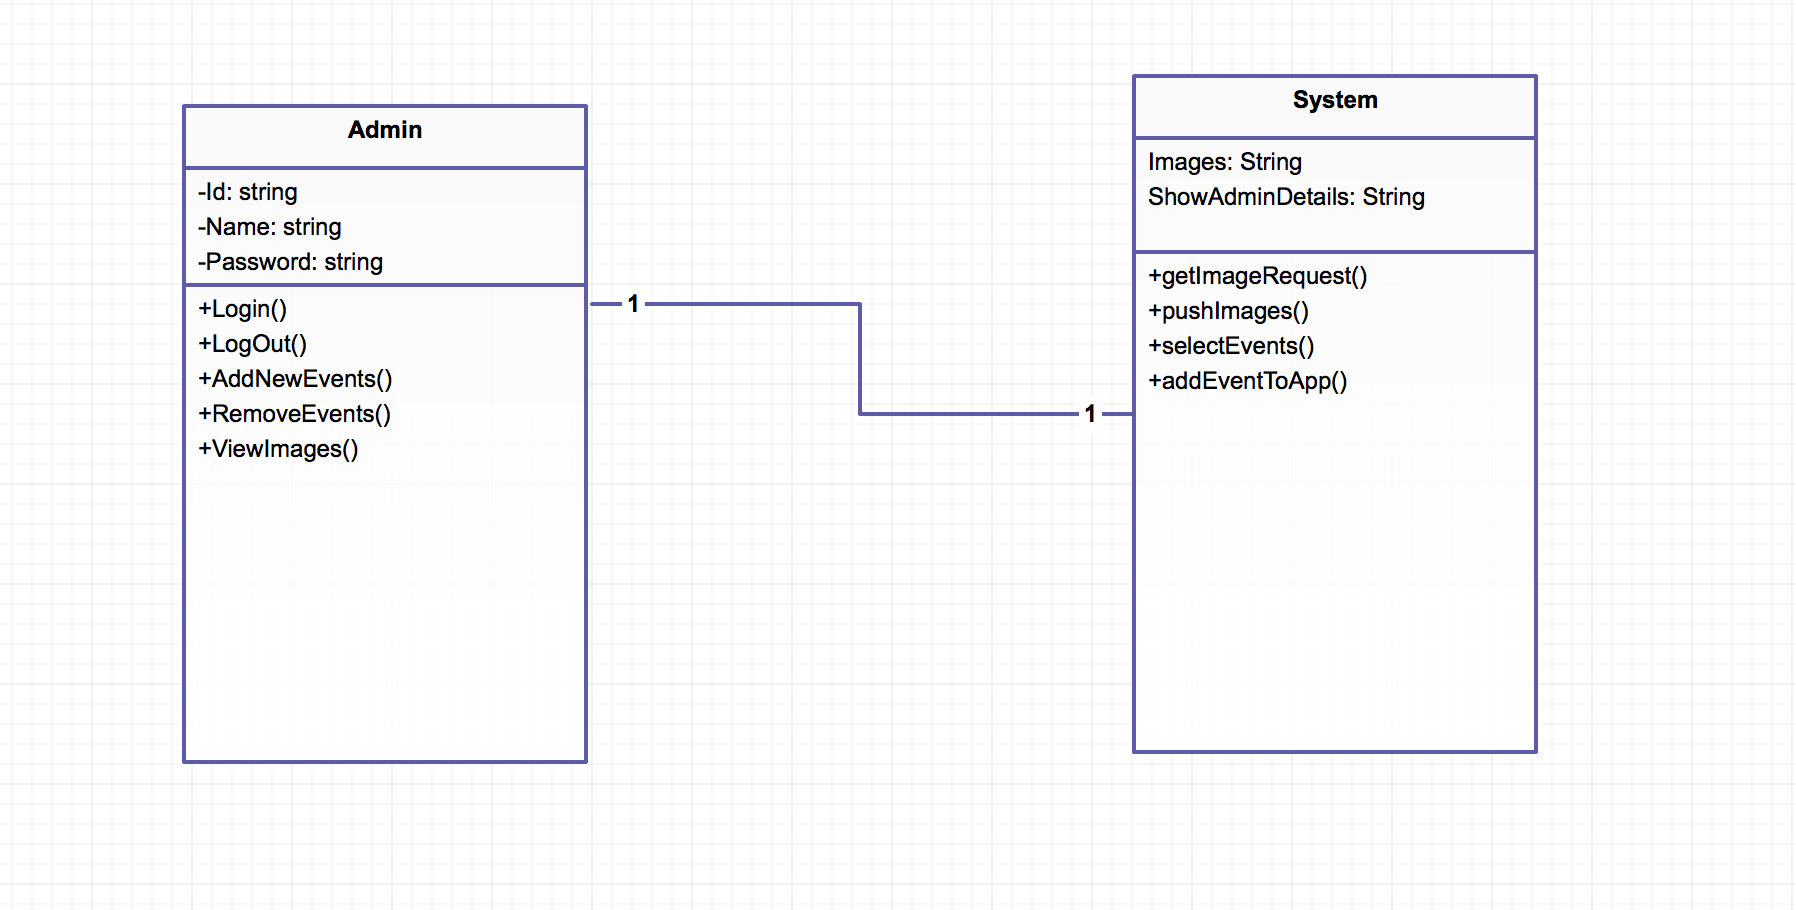 Admin
-Id: string
-Name: string
-Password: string
+Login()
+LogOut()
+AddNewEvents()
+RemoveEvents()
+ViewImages()
1
1
System
Images: String
ShowAdminDetails: String
+getImageRequest()
+pushImages()
+selectEvents()
+addEventToApp()